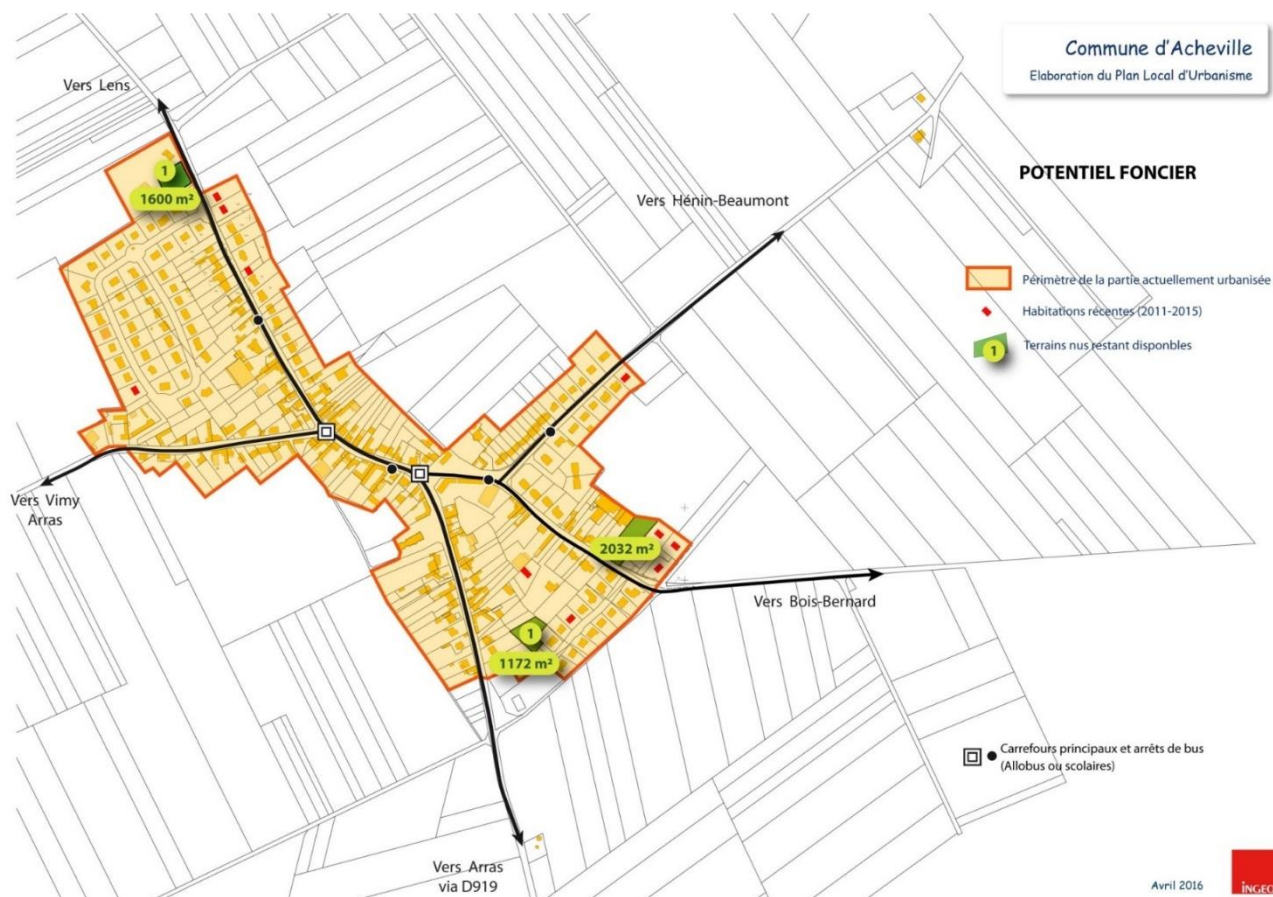 Commune d'Acheville
Elaboration du Plan Local d'Urbanisme
Vers Lens
POTENTIEL FONCIER
1
1600 m²
Vers Hénin-Beaumont
Périmètre de la partie actuellement urbanisée
Habitations récentes (2011-2015)
1
Terrains nus restant disponbles
Vers Vimy
Arras
2032 m²
Vers Bois-Bernard
1
1172 m²
Carrefours principaux et arrêts de bus
(Allobus ou scolaires)
Vers Arras
via D919
Avril 2016
INGEO